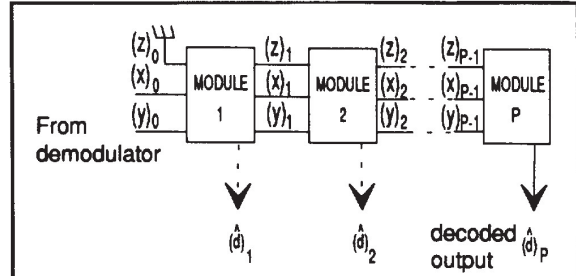 (z)₀ (z)₁ (z)₂ (z)P-1
(x)₀ MODULE 1 (x)₁ MODULE 2 (x)₂ (x)P-1 MODULE P
(y)₀ (y)₁ (y)₂ (y)P-1
From
demodulator
(d̂)₁ (d̂)₂ decoded (d̂)P
output